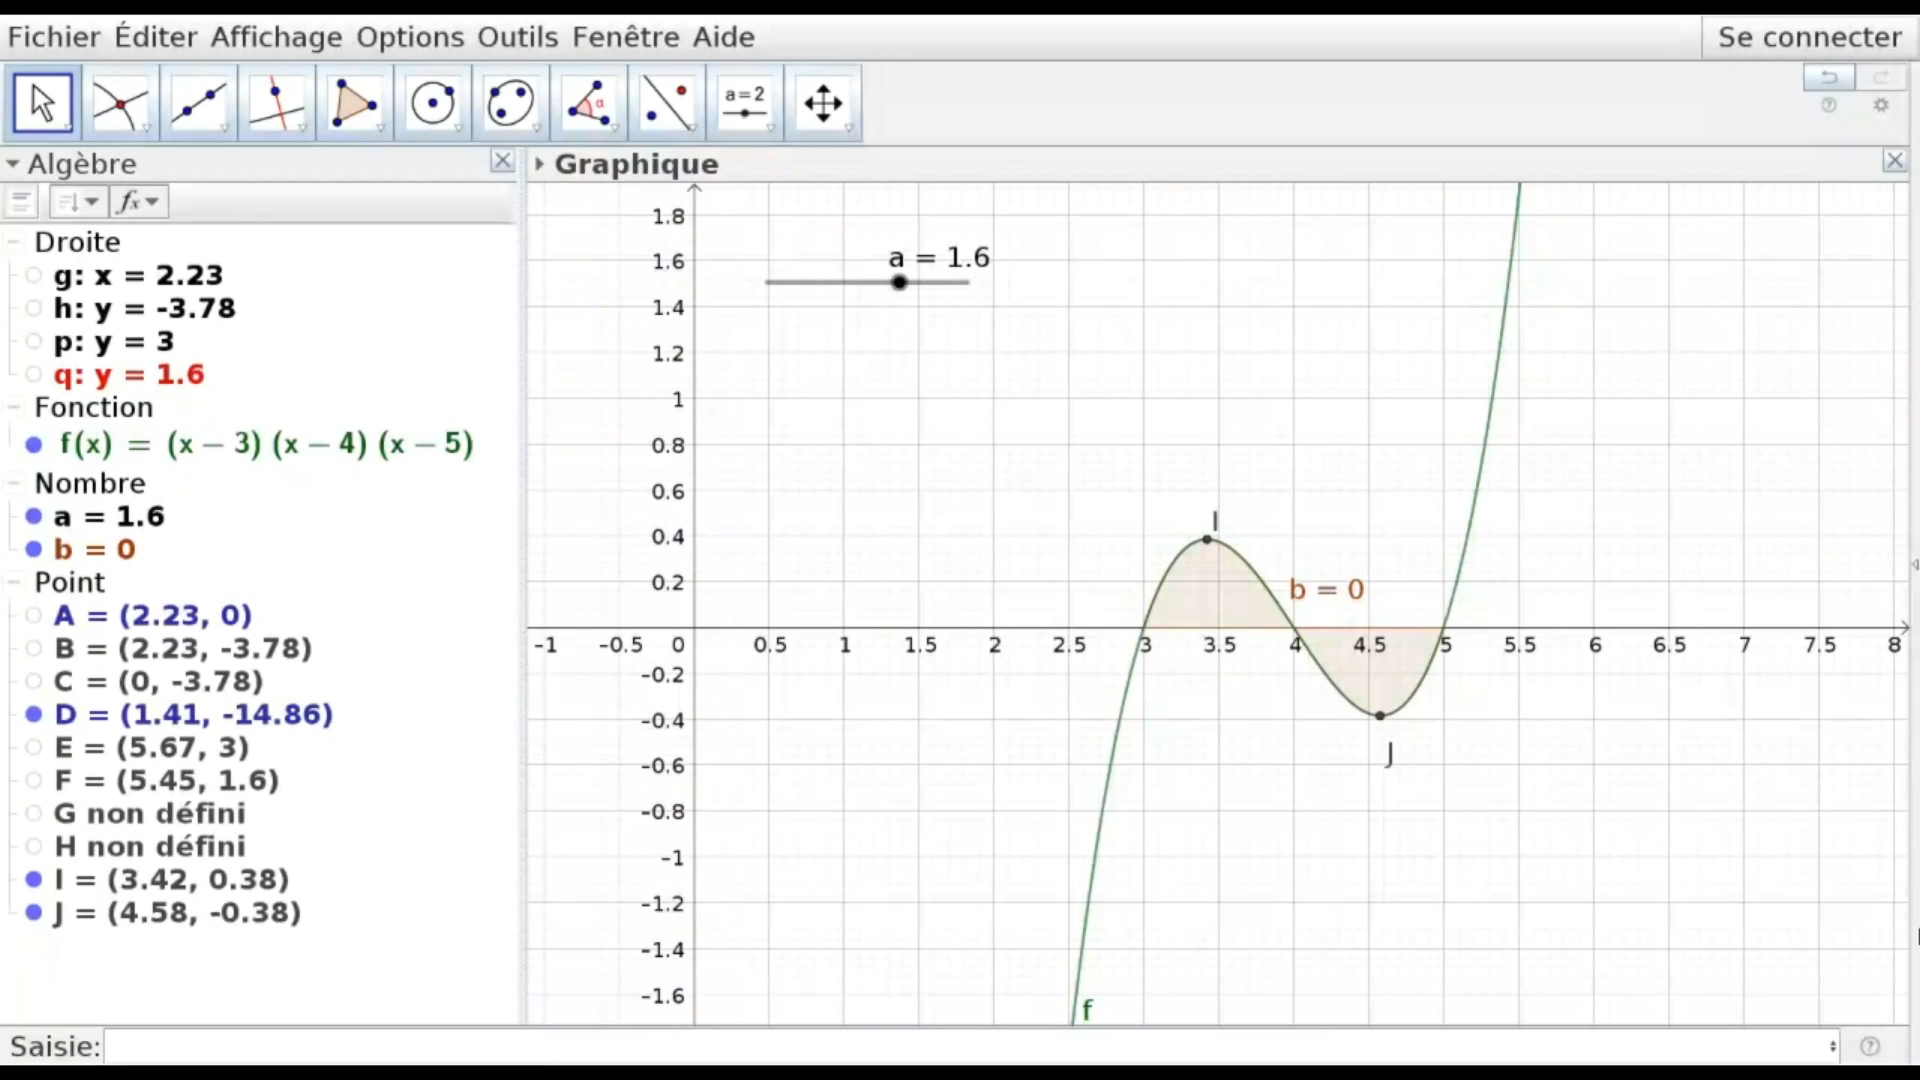 Fichier Éditer Affichage Options Outils Fenêtre Aide
Se connecter
α
a=2
Algèbre
Graphique
fx
Droite
g: x = 2.23
h: y = -3.78
p: y = 3
q: y = 1.6
Fonction
f(x) = (x − 3) (x − 4) (x − 5)
Nombre
a = 1.6
b = 0
Point
A = (2.23, 0)
B = (2.23, -3.78)
C = (0, -3.78)
D = (1.41, -14.86)
E = (5.67, 3)
F = (5.45, 1.6)
G non défini
H non défini
I = (3.42, 0.38)
J = (4.58, -0.38)
a = 1.6
1.8
1.6
1.4
1.2
1
0.8
0.6
0.4
0.2
I
b = 0
-1 -0.5 0 0.5 1 1.5 2 2.5 3 3.5 4 4.5 5 5.5 6 6.5 7 7.5 8
−0.2
−0.4
−0.6
−0.8
−1
−1.2
−1.4
−1.6
J
f
Saisie: